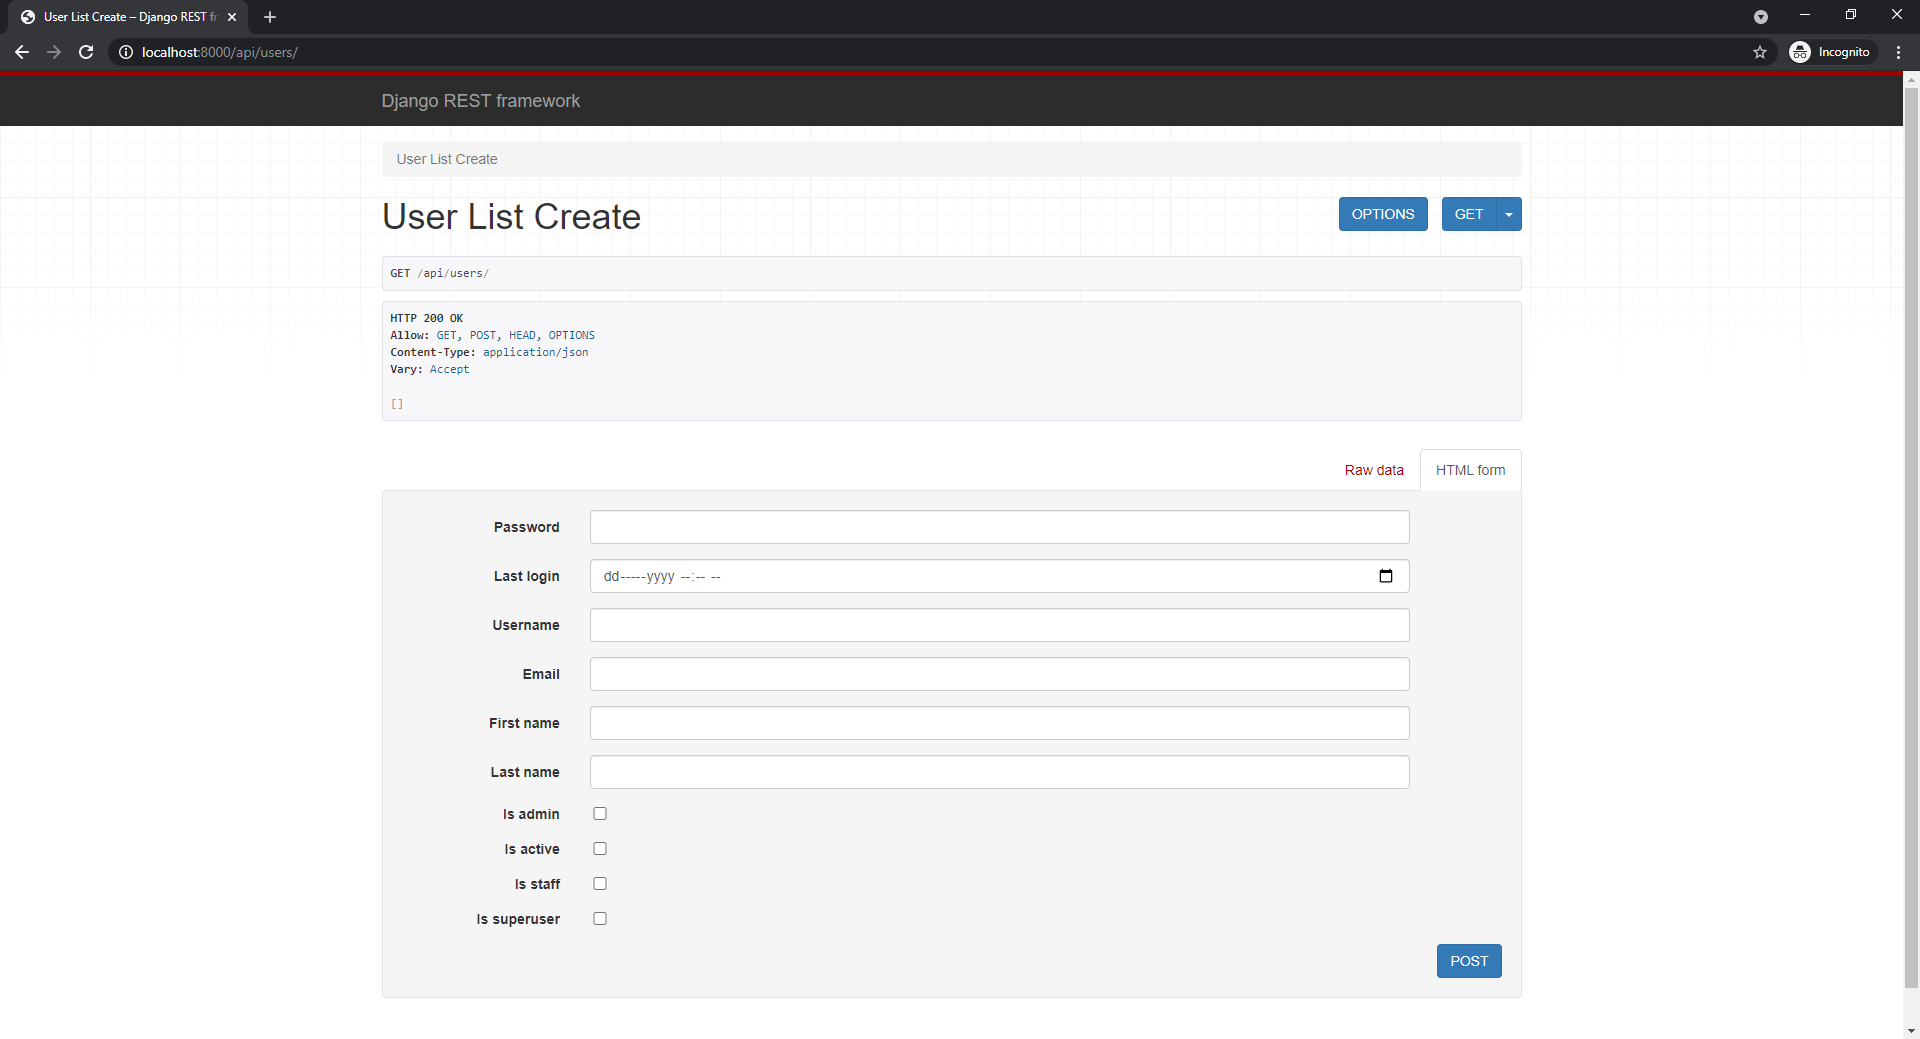 User List Create – Django REST fr
localhost:8000/api/users/
Incognito
Django REST framework
User List Create
User List Create
OPTIONS
GET
GET /api/users/
HTTP 200 OK
Allow: GET, POST, HEAD, OPTIONS
Content-Type: application/json
Vary: Accept
[]
Raw data
HTML form
Password
Last login
dd-----yyyy --:-- --
Username
Email
First name
Last name
Is admin
Is active
Is staff
Is superuser
POST